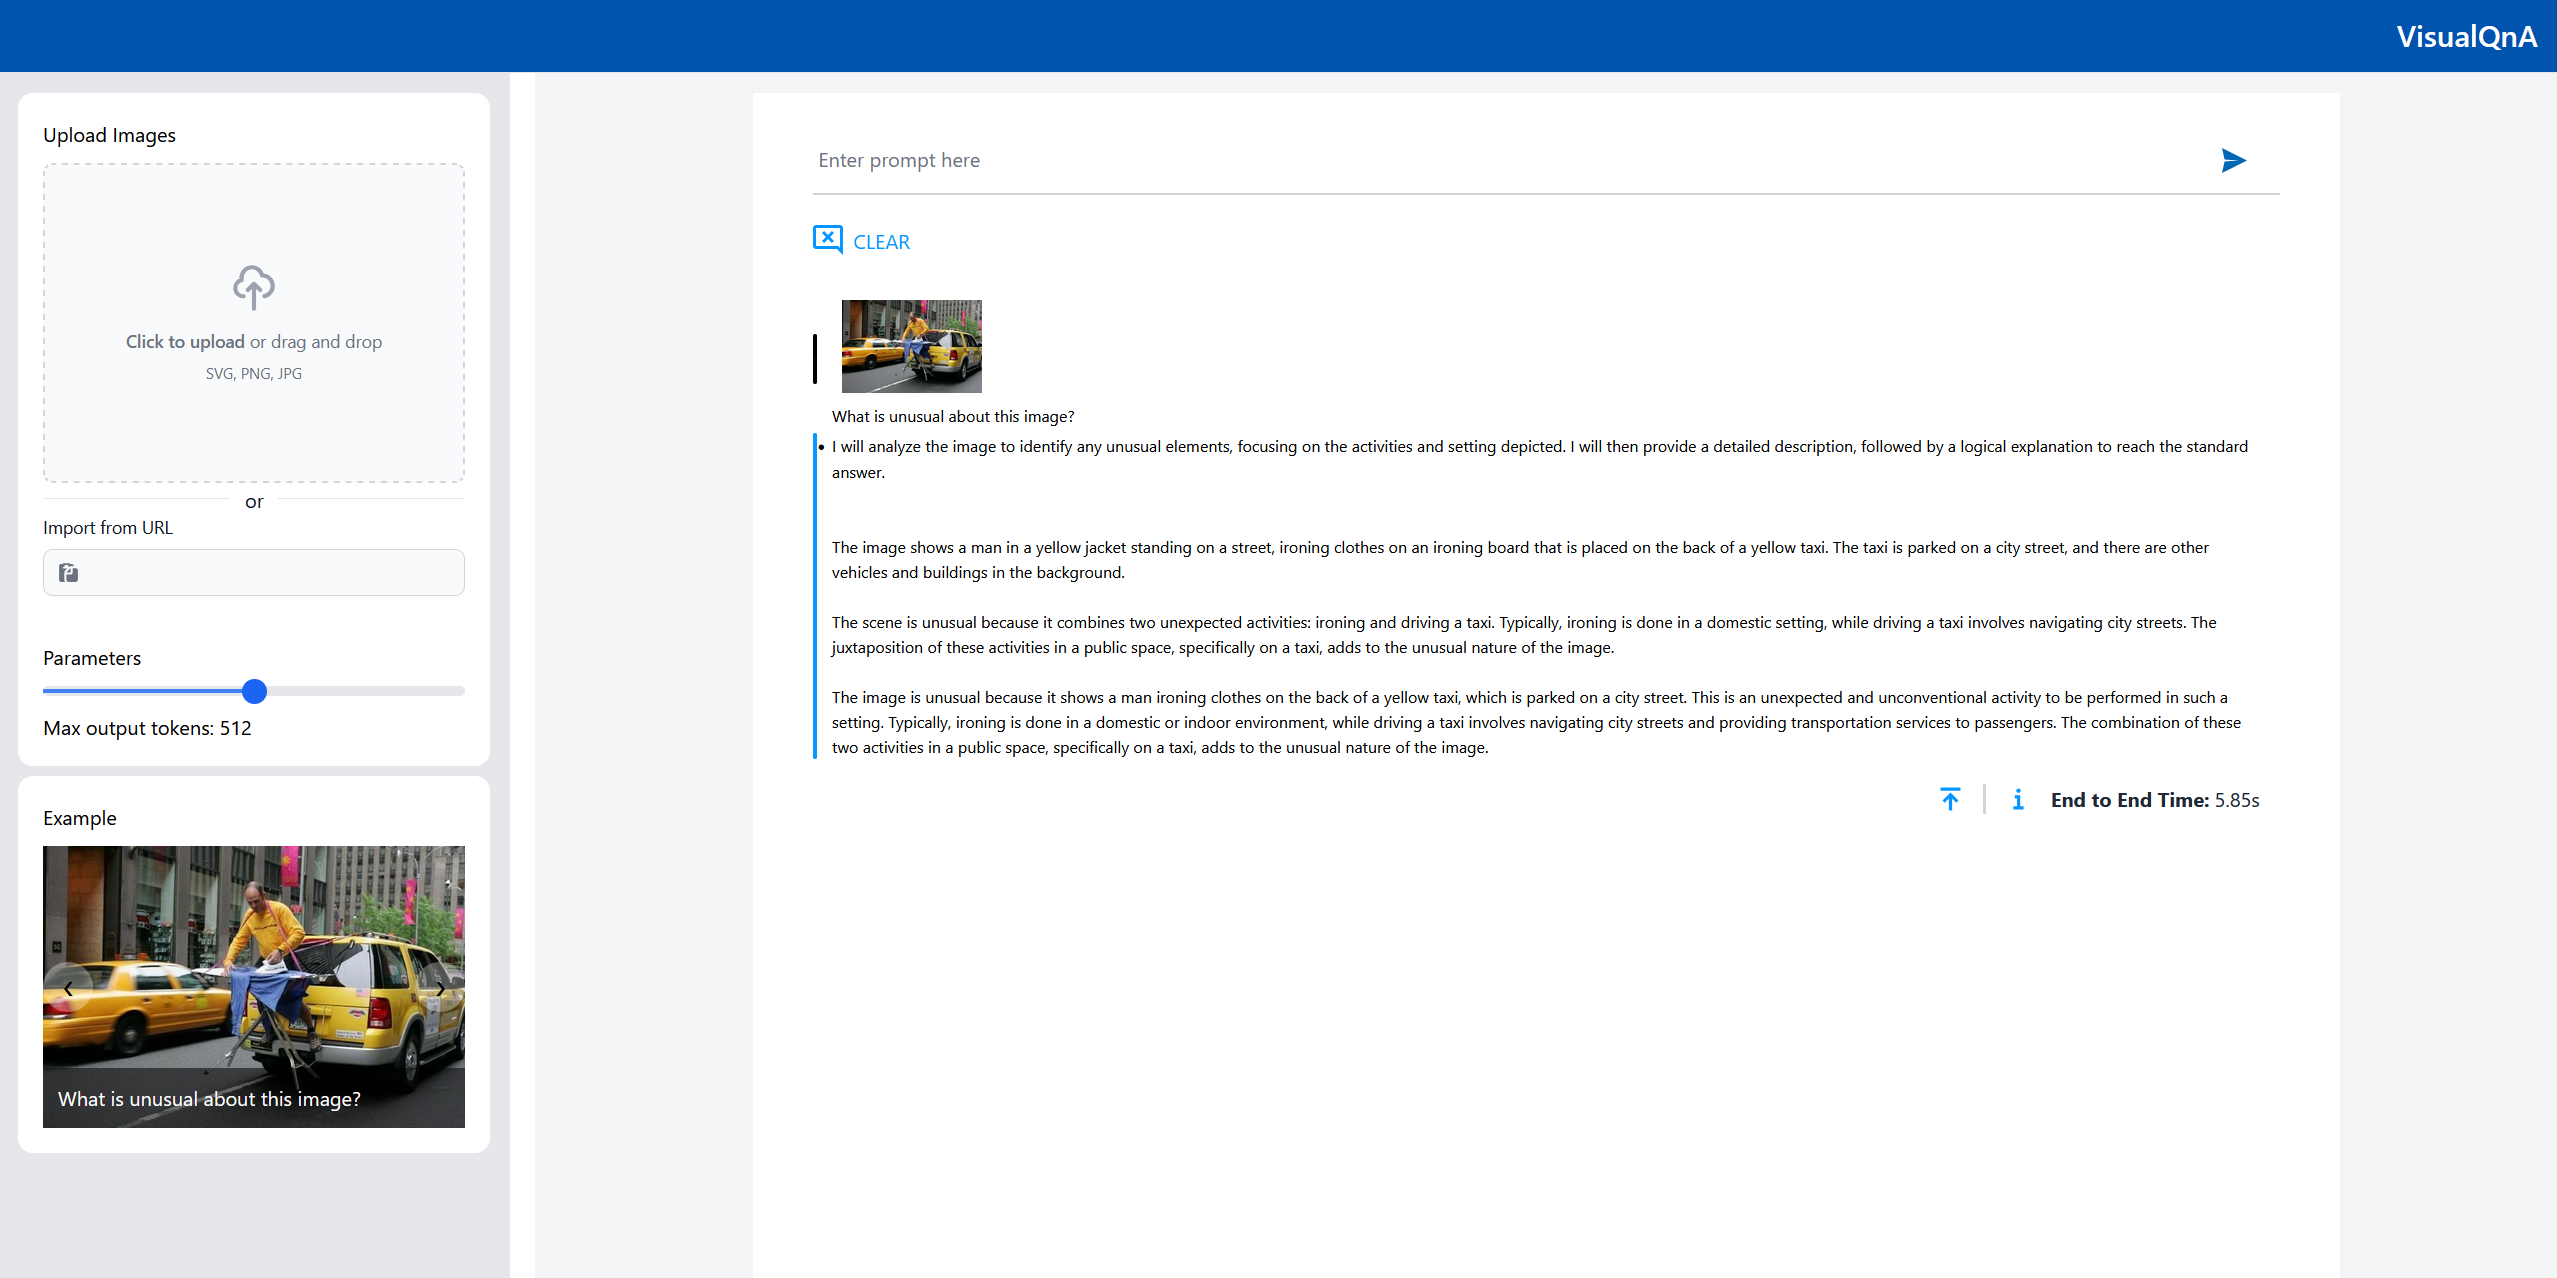 VisualQnA
Upload Images
Click to upload or drag and drop
SVG, PNG, JPG
or
Import from URL
Parameters
Max output tokens: 512
Example
What is unusual about this image?
Enter prompt here
CLEAR
What is unusual about this image?
• I will analyze the image to identify any unusual elements, focusing on the activities and setting depicted. I will then provide a detailed description, followed by a logical explanation to reach the standard
answer.
The image shows a man in a yellow jacket standing on a street, ironing clothes on an ironing board that is placed on the back of a yellow taxi. The taxi is parked on a city street, and there are other
vehicles and buildings in the background.
The scene is unusual because it combines two unexpected activities: ironing and driving a taxi. Typically, ironing is done in a domestic setting, while driving a taxi involves navigating city streets. The
juxtaposition of these activities in a public space, specifically on a taxi, adds to the unusual nature of the image.
The image is unusual because it shows a man ironing clothes on the back of a yellow taxi, which is parked on a city street. This is an unexpected and unconventional activity to be performed in such a
setting. Typically, ironing is done in a domestic or indoor environment, while driving a taxi involves navigating city streets and providing transportation services to passengers. The combination of these
two activities in a public space, specifically on a taxi, adds to the unusual nature of the image.
End to End Time: 5.85s